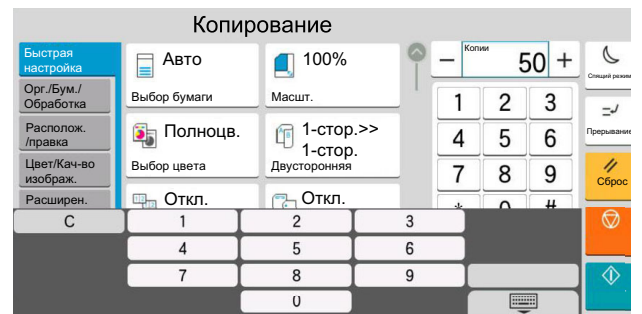 Копирование
Быстрая
настройка
Орг./Бум./
Обработка
Располож.
/правка
Цвет/Кач-во
изображ.
Расширен.
Авто
Выбор бумаги
100%
Масшт.
Полноцв.
Выбор цвета
1-стор.>>
1-стор.
Двусторонняя
Откл.
Откл.
Копии
− 50 +
1 2 3
4 5 6
7 8 9
* 0 #
Спящий режим
Прерывание
Сброс
C 1 2 3
4 5 6
7 8 9
0